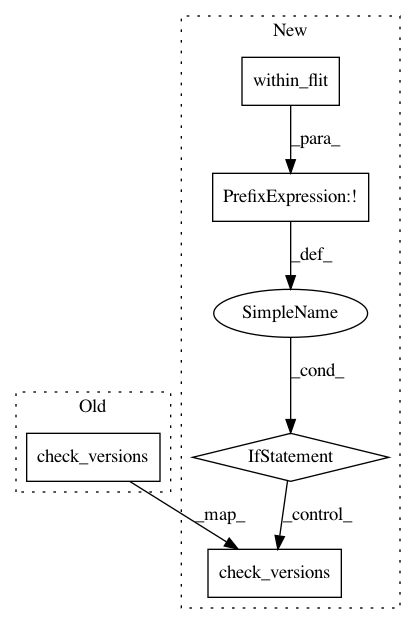 New
within_flit
_para_
PrefixExpression:!
_def_
SimpleName
_cond_
Old
check_versions
IfStatement
_map_
_control_
check_versions